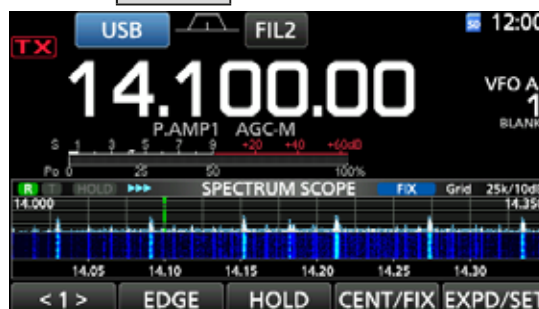 USB FIL2 SD 12:00
TX
14.100.00
VFO A
1
P.AMP1 AGC-M BLANK
S 1 3 5 7 9 +20 +40 +60dB
Po 0 25 50 100%
R T HOLD SPECTRUM SCOPE FIX Grid 25k/10dB
14.000 14.350
14.05 14.10 14.15 14.20 14.25 14.30
< 1 > EDGE HOLD CENT/FIX EXPD/SET